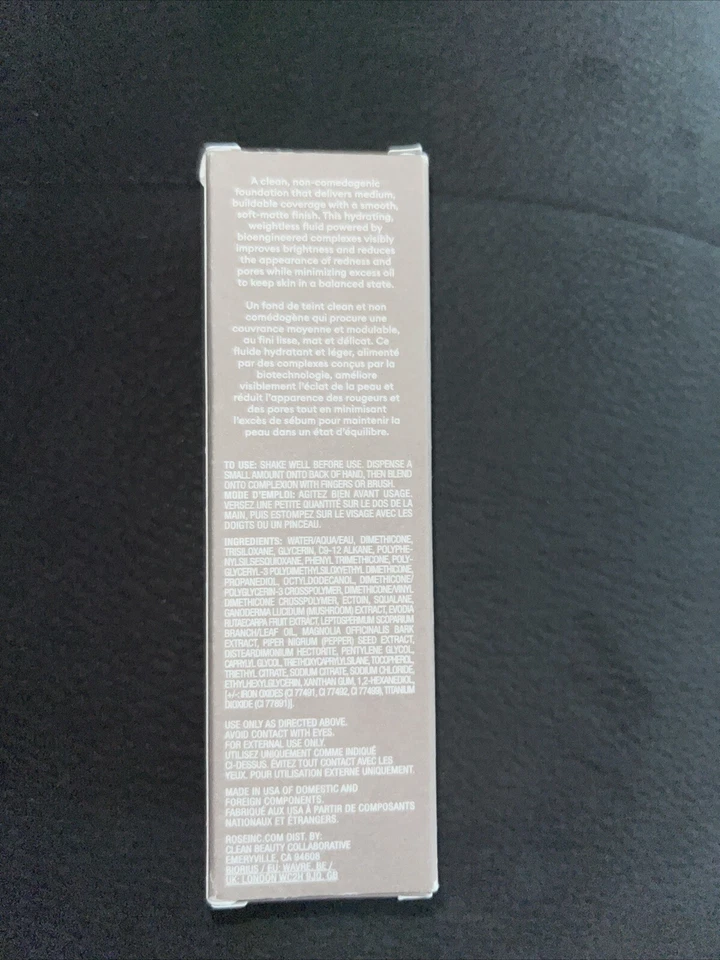 A clean, non-comedogenic
foundation that delivers medium,
buildable coverage with a smooth,
soft-matte finish. This hydrating,
weightless fluid powered by
bioengineered complexes visibly
improves brightness and reduces
the appearance of redness and
pores while minimizing excess oil
to keep skin in a balanced state.
Un fond de teint clean et non
comédogène qui procure une
couvrance moyenne et modulable,
au fini lisse, mat et délicat. Ce
fluide hydratant et léger, alimenté
par des complexes conçus par la
biotechnologie, améliore
visiblement l'éclat de la peau et
réduit l'apparence des rougeurs et
des pores tout en minimisant
l'excès de sébum pour maintenir la
peau dans un état d'équilibre.
TO USE: SHAKE WELL BEFORE USE. DISPENSE A
SMALL AMOUNT ONTO BACK OF HAND, THEN BLEND
ONTO COMPLEXION WITH FINGERS OR BRUSH.
MODE D'EMPLOI: AGITEZ BIEN AVANT USAGE.
VERSEZ UNE PETITE QUANTITÉ SUR LE DOS DE LA
MAIN, PUIS ESTOMPEZ SUR LE VISAGE AVEC LES
DOIGTS OU UN PINCEAU.
INGREDIENTS: WATER/AQUA/EAU, DIMETHICONE,
TRISILOXANE, GLYCERIN, C9-12 ALKANE, POLYPHE-
NYLSILSESQUIOXANE, PHENYL TRIMETHICONE, POLY-
GLYCERYL-3 POLYDIMETHYLSILOXYETHYL DIMETHICONE,
PROPANEDIOL, OCTYLDODECANOL, DIMETHICONE/
POLYGLYCERIN-3 CROSSPOLYMER, DIMETHICONE/VINYL
DIMETHICONE CROSSPOLYMER, ECTOIN, SQUALANE,
GANODERMA LUCIDUM (MUSHROOM) EXTRACT, EVODIA
RUTAECARPA FRUIT EXTRACT, LEPTOSPERMUM SCOPARIUM
BRANCH/LEAF OIL, MAGNOLIA OFFICINALIS BARK
EXTRACT, PIPER NIGRUM (PEPPER) SEED EXTRACT,
DISTEARDIMONIUM HECTORITE, PENTYLENE GLYCOL,
CAPRYLYL GLYCOL, TRIETHOXYCAPRYLYLSILANE, TOCOPHEROL,
TRIETHYL CITRATE, SODIUM CITRATE, SODIUM CHLORIDE,
ETHYLHEXYLGLYCERIN, XANTHAN GUM, 1,2-HEXANEDIOL,
[+/-: IRON OXIDES (CI 77491, CI 77492, CI 77499), TITANIUM
DIOXIDE (CI 77891)].
USE ONLY AS DIRECTED ABOVE.
AVOID CONTACT WITH EYES.
FOR EXTERNAL USE ONLY.
UTILISEZ UNIQUEMENT COMME INDIQUÉ
CI-DESSUS. ÉVITEZ TOUT CONTACT AVEC LES
YEUX. POUR UTILISATION EXTERNE UNIQUEMENT.
MADE IN USA OF DOMESTIC AND
FOREIGN COMPONENTS.
FABRIQUÉ AUX USA À PARTIR DE COMPOSANTS
NATIONAUX ET ÉTRANGERS.
ROSEINC.COM DIST. BY:
CLEAN BEAUTY COLLABORATIVE
EMERYVILLE, CA 94608
BIORIUS / EU: WAVRE, BE /
UK: LONDON WC2H 9JQ, GB